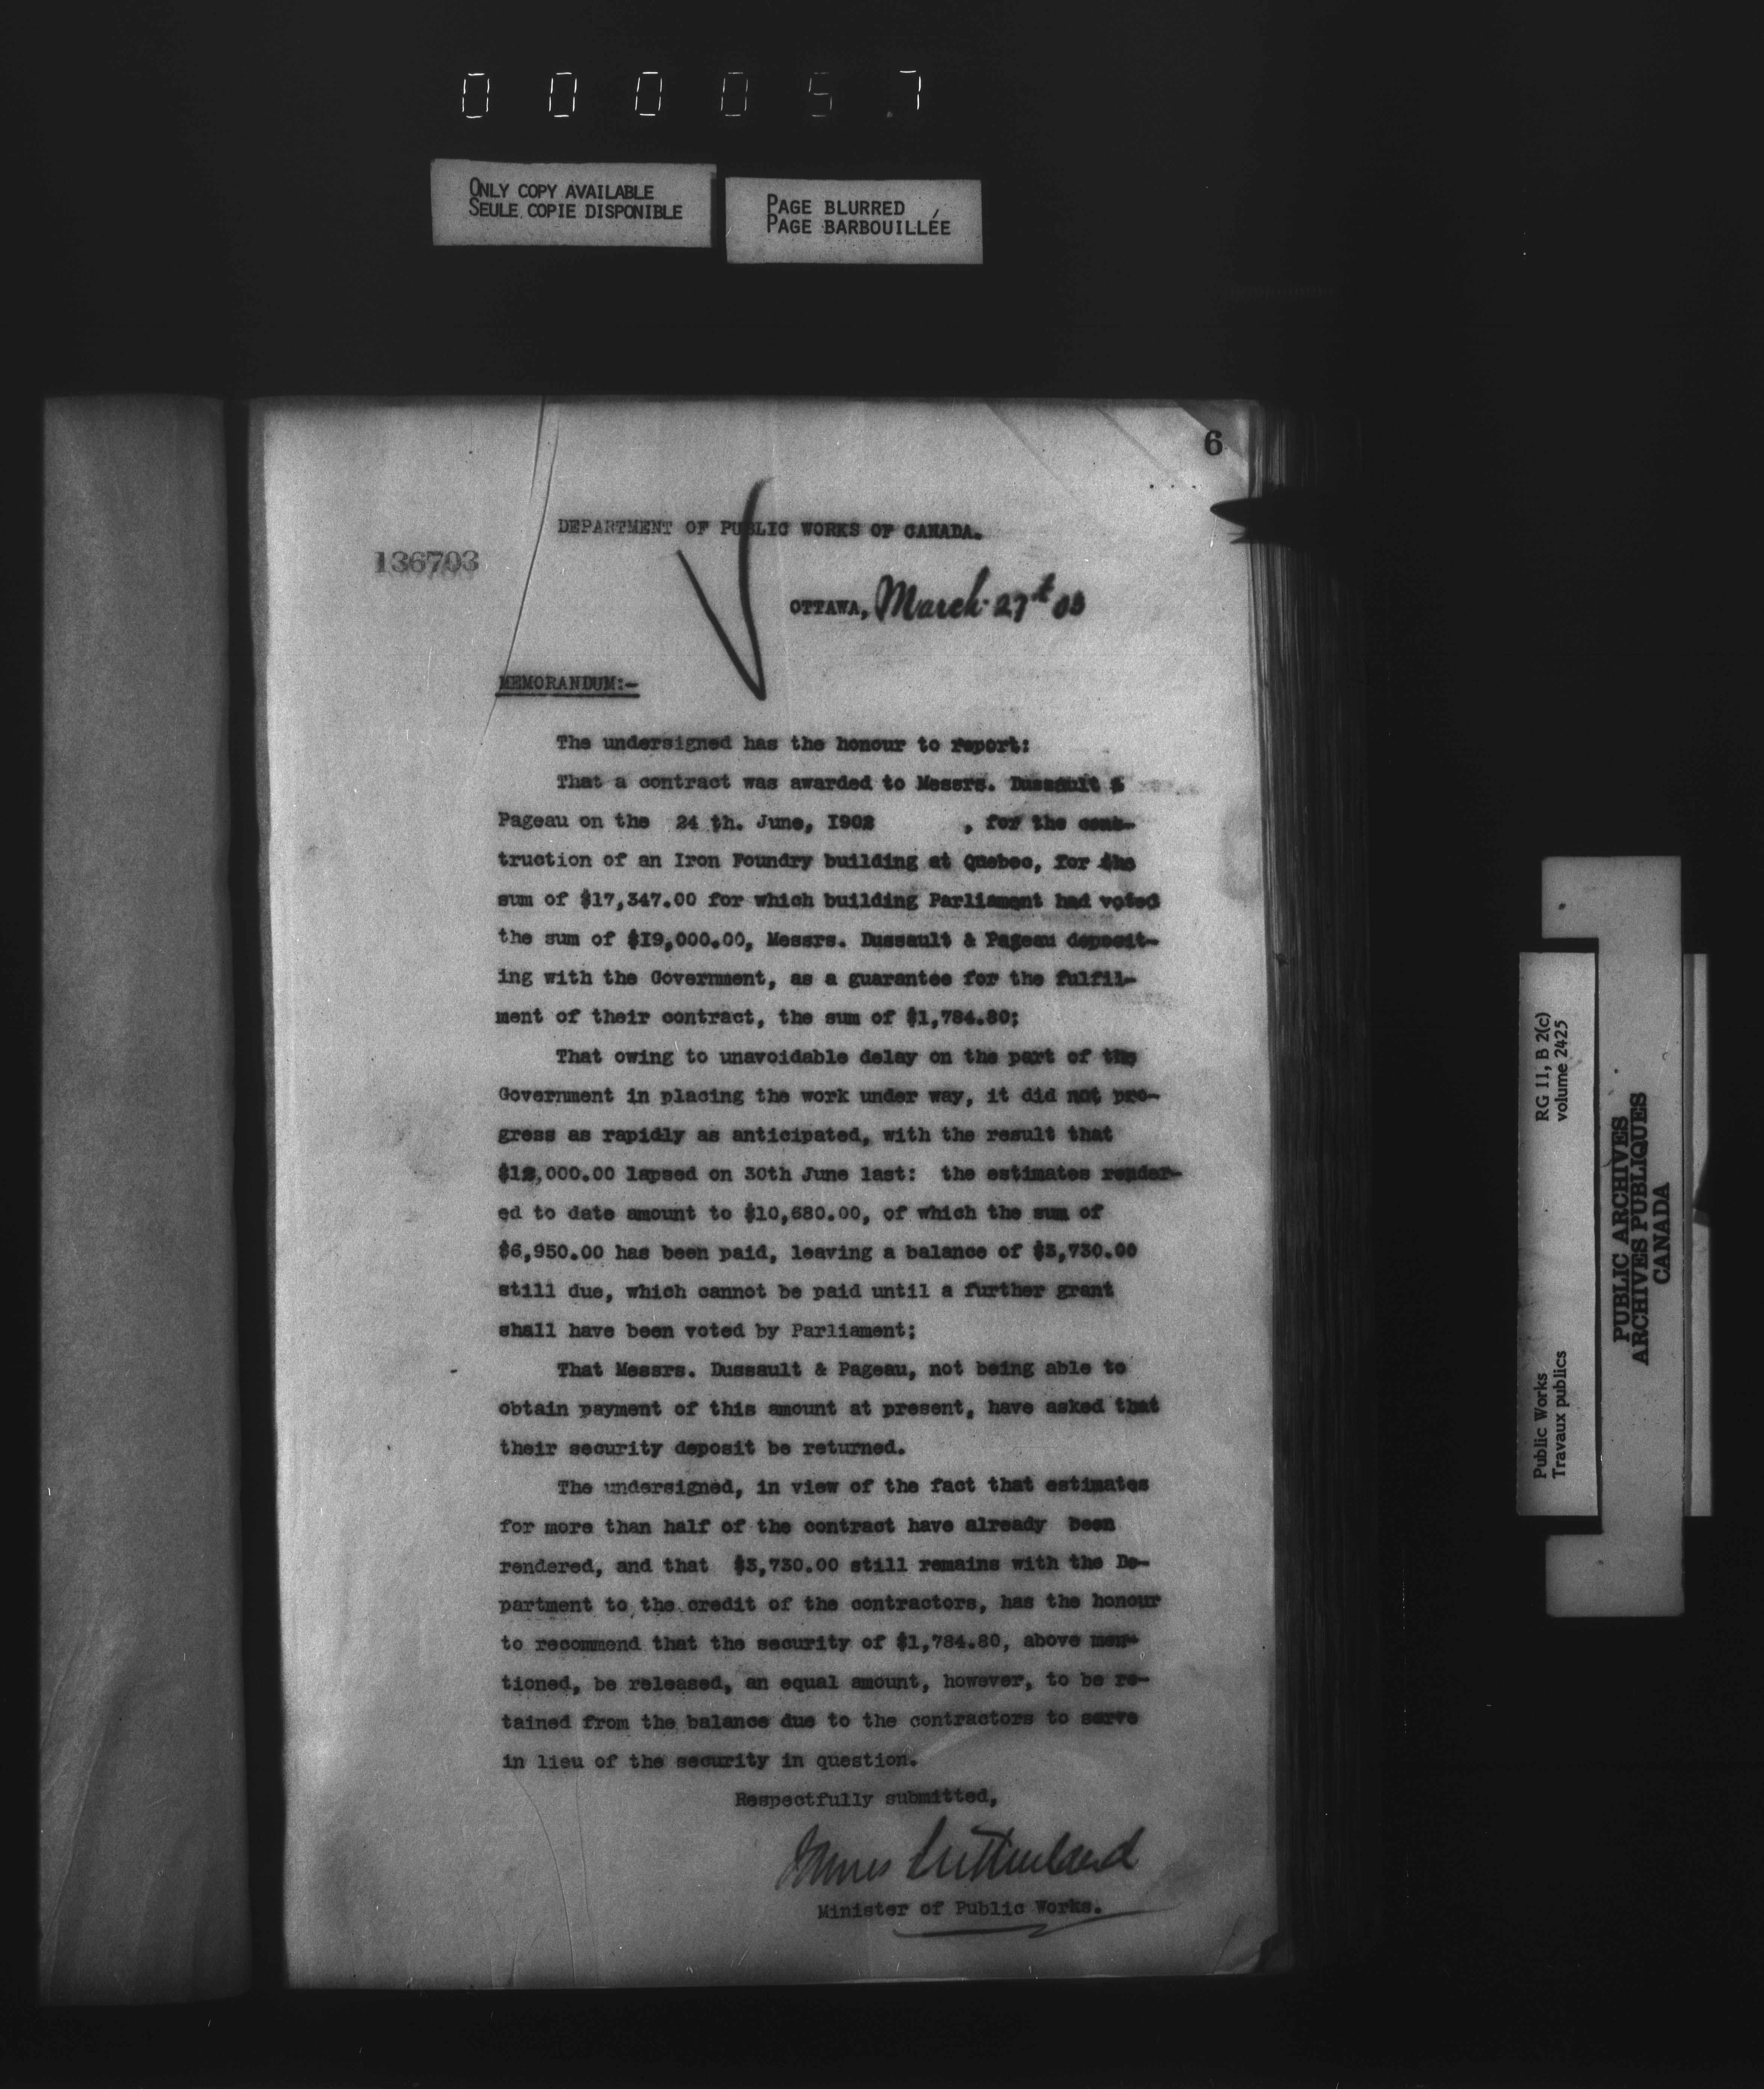 000057
ONLY COPY AVAILABLE
SEULE COPIE DISPONIBLE
PAGE BLURRED
PAGE BARBOUILLÉE
6
DEPARTMENT OF PUBLIC WORKS OF CANADA.
136703
OTTAWA, March 27th 03
MEMORANDUM:-
The undersigned has the honour to report:
That a contract was awarded to Messrs. Dussault &
Pageau on the 24 th. June, 1902 , for the cons-
truction of an Iron Foundry building at Quebec, for the
sum of $17,347.00 for which building Parliament had voted
the sum of $19,000.00, Messrs. Dussault & Pageau deposit-
ing with the Government, as a guarantee for the fulfil-
ment of their contract, the sum of $1,784.80;
That owing to unavoidable delay on the part of the
Government in placing the work under way, it did not pro-
gress as rapidly as anticipated, with the result that
$12,000.00 lapsed on 30th June last: the estimates render-
ed to date amount to $10,680.00, of which the sum of
$6,950.00 has been paid, leaving a balance of $3,730.00
still due, which cannot be paid until a further grant
shall have been voted by Parliament;
That Messrs. Dussault & Pageau, not being able to
obtain payment of this amount at present, have asked that
their security deposit be returned.
The undersigned, in view of the fact that estimates
for more than half of the contract have already been
rendered, and that $3,730.00 still remains with the De-
partment to the credit of the contractors, has the honour
to recommend that the security of $1,784.80, above men-
tioned, be released, an equal amount, however, to be re-
tained from the balance due to the contractors to serve
in lieu of the security in question.
Respectfully submitted,
James Sutherland
Minister of Public Works.
Public Works
Travaux publics
RG 11, B 2(c)
volume 2425
PUBLIC ARCHIVES
ARCHIVES PUBLIQUES
CANADA